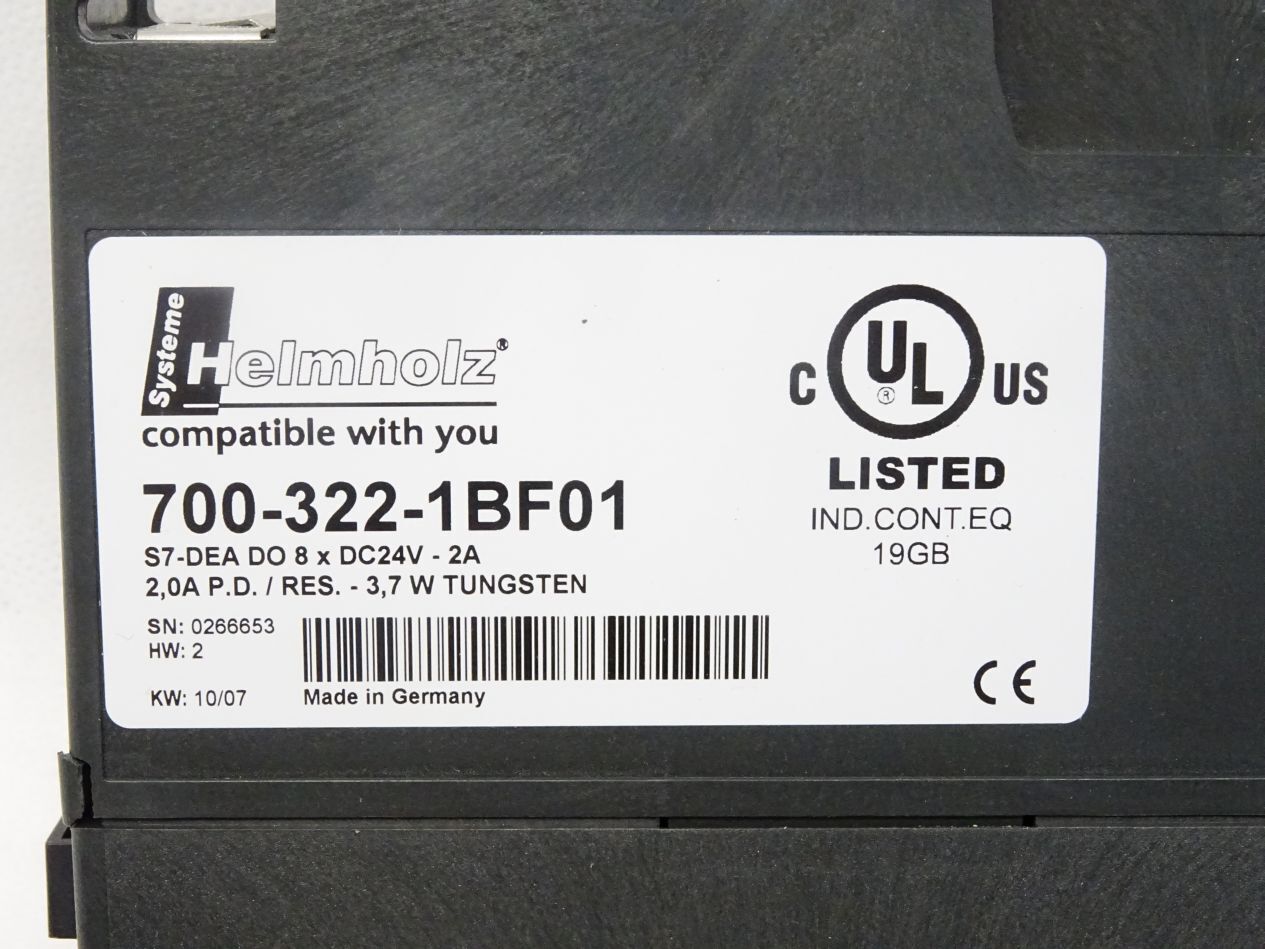 Systeme
Helmholz®
compatible with you
700-322-1BF01
S7-DEA DO 8 x DC24V - 2A
2,0A P.D. / RES. - 3,7 W TUNGSTEN
SN: 0266653
HW: 2
KW: 10/07
Made in Germany
C UL® US
LISTED
IND.CONT.EQ
19GB
CE